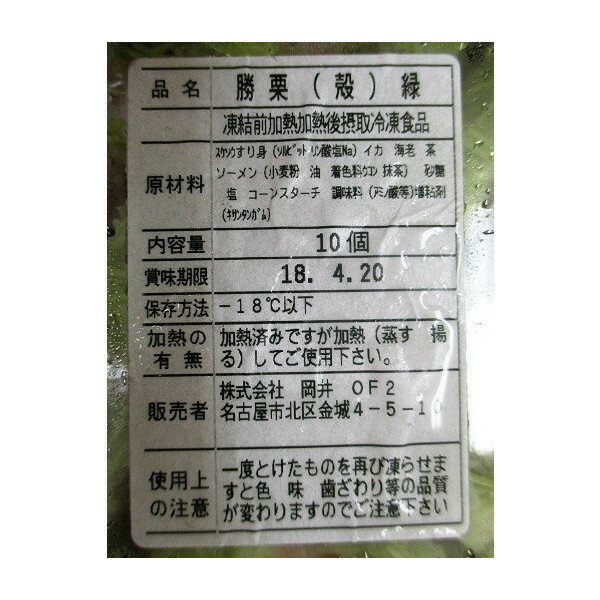 品名 勝栗（殻）緑
凍結前加熱加熱後摂取冷凍食品
原材料 スケソウすり身(ソルビットリン酸塩Na) イカ 海老 茶
ソーメン(小麦粉 油 着色料クエン 抹茶) 砂糖
塩 コーンスターチ 調味料(アミノ酸等)増粘剤
(キサンタンガム)
内容量 10個
賞味期限 18. 4.20
保存方法 －18℃以下
加熱の有無 加熱済みですが加熱（蒸す 揚
る）してご使用下さい。
販売者 株式会社 岡井 OF2
名古屋市北区金城4－5－10
使用上の注意 一度とけたものを再び凍らせま
すと色 味 歯ざわり等の品質
が変わりますのでご注意下さい